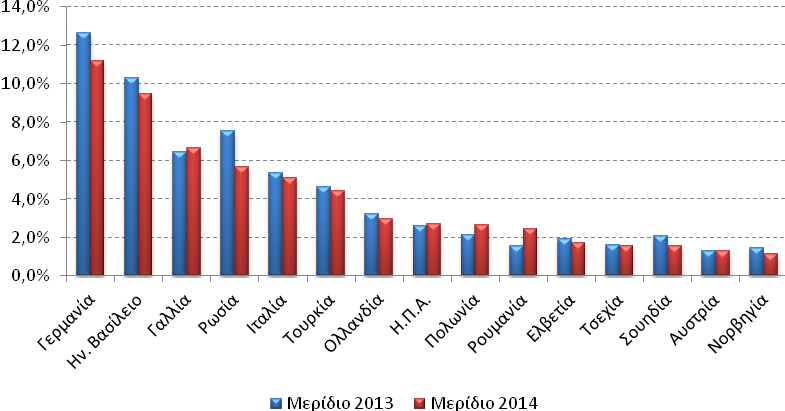 14,0%
12,0%
10,0%
8,0%
6,0%
4,0%
2,0%
0,0%
Γερμανία
Ην. Βασίλειο
Γαλλία
Ρωσία
Ιταλία
Τουρκία
Ολλανδία
Η.Π.Α.
Πολωνία
Ρουμανία
Ελβετία
Τσεχία
Σουηδία
Αυστρία
Νορβηγία
Μερίδιο 2013
Μερίδιο 2014